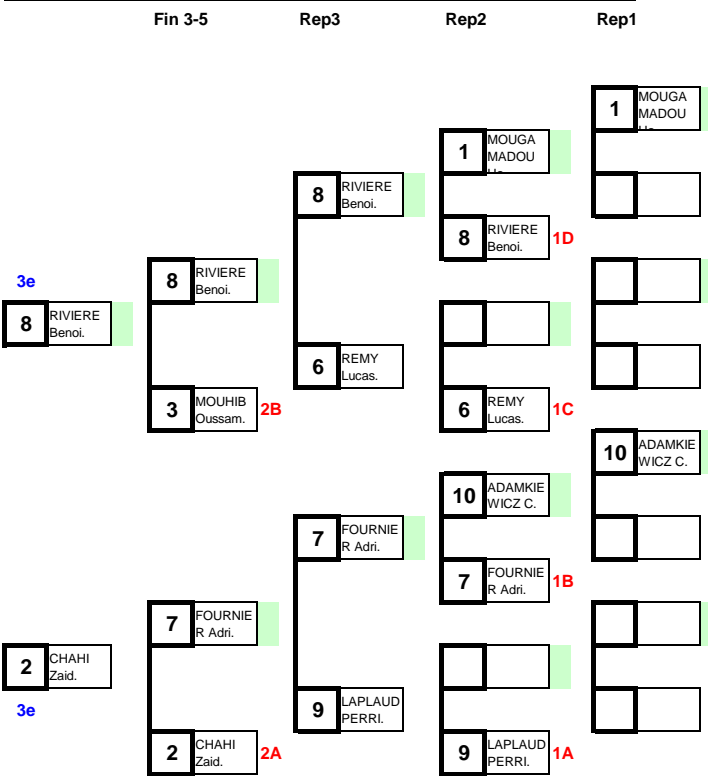 Fin 3-5 Rep3 Rep2 Rep1
3e
8 RIVIERE
Benoi.
2 CHAHI
Zaid.
3e
8 RIVIERE
Benoi.
3 MOUHIB
Oussam. 2B
7 FOURNIE
R Adri.
2 CHAHI
Zaid. 2A
8 RIVIERE
Benoi.
6 REMY
Lucas.
7 FOURNIE
R Adri.
9 LAPLAUD
PERRI.
1 MOUGA
MADOU
8 RIVIERE
Benoi. 1D
6 REMY
Lucas. 1C
10 ADAMKIE
WICZ C.
7 FOURNIE
R Adri. 1B
9 LAPLAUD
PERRI. 1A
1 MOUGA
MADOU
10 ADAMKIE
WICZ C.